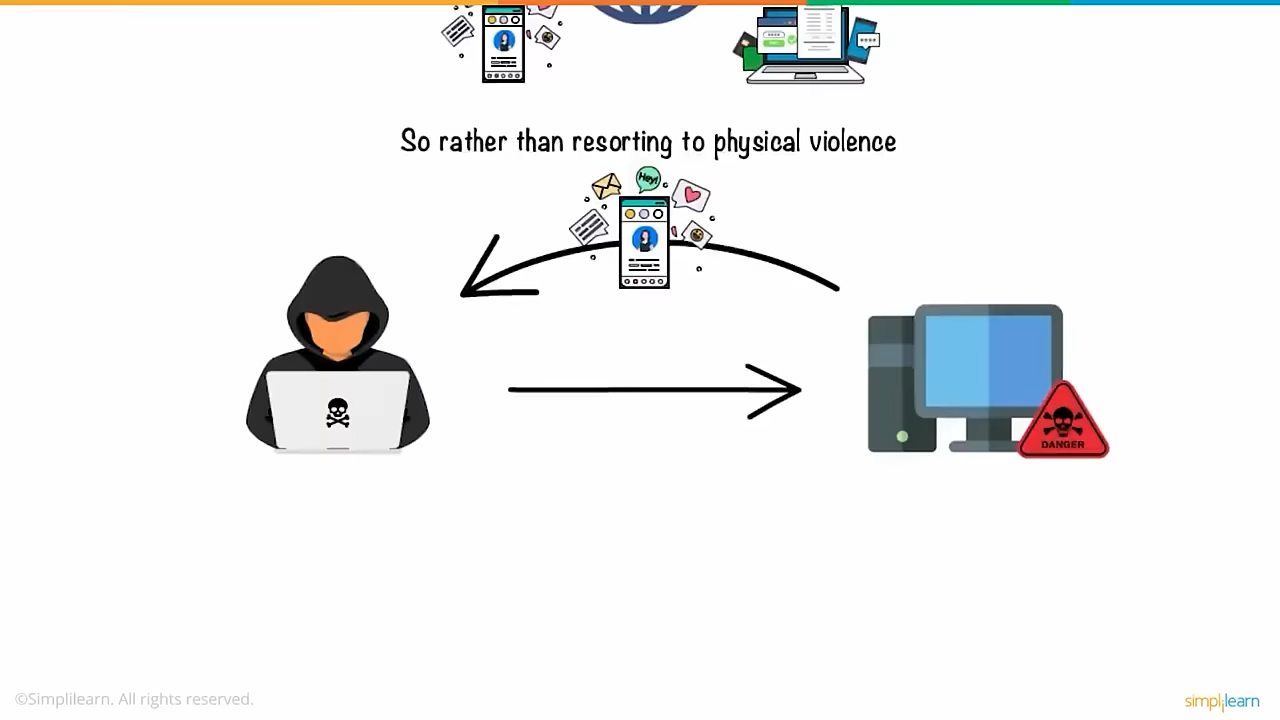 So rather than resorting to physical violence
Hey!
DANGER
©Simplilearn. All rights reserved.
simplilearn